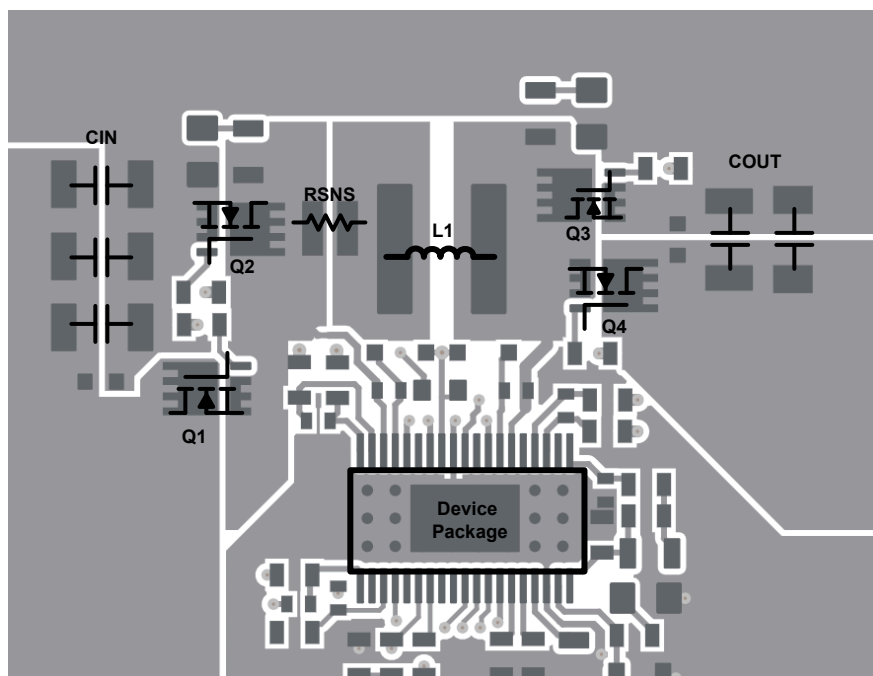 CIN
COUT
RSNS
L1
Q3
Q2
Q4
Q1
Device
Package